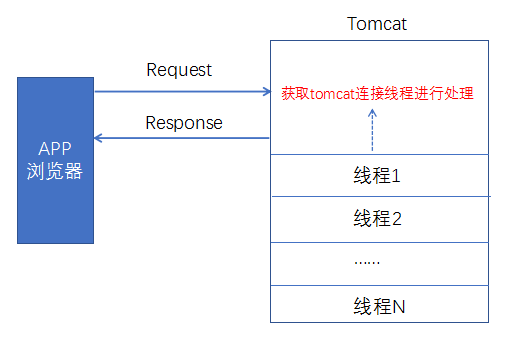 Tomcat
Request
获取tomcat连接线程进行处理
Response
APP
浏览器
线程1
线程2
……
线程N